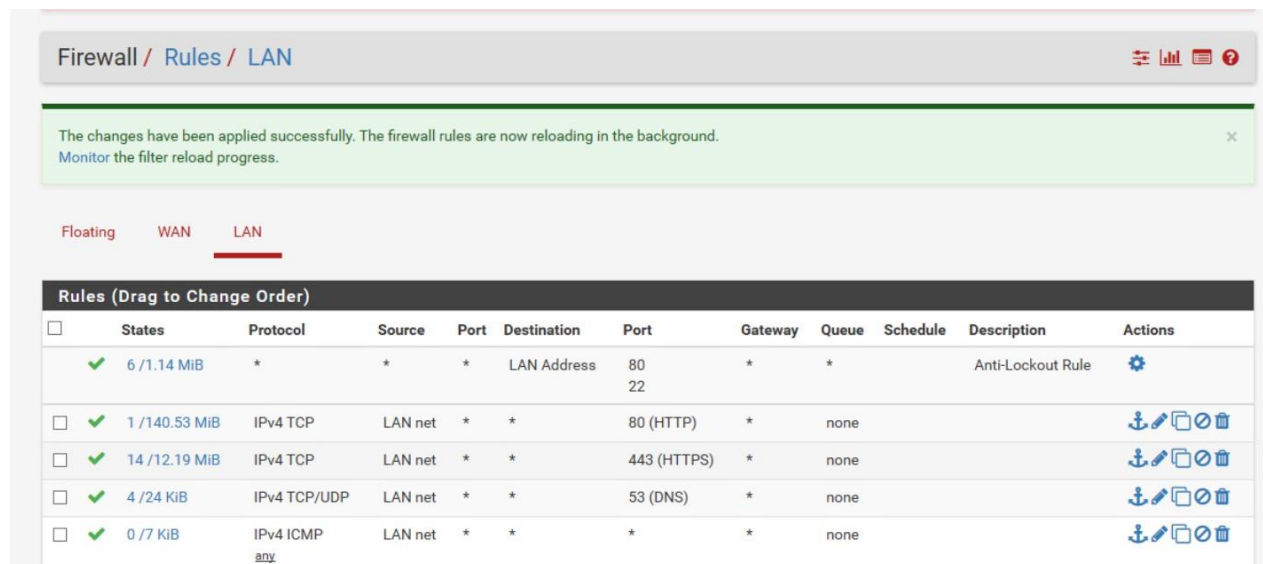 Firewall / Rules / LAN
The changes have been applied successfully. The firewall rules are now reloading in the background.
Monitor the filter reload progress.
×
Floating WAN LAN
Rules (Drag to Change Order)
States Protocol Source Port Destination Port Gateway Queue Schedule Description Actions
6 /1.14 MiB * * * LAN Address 80 * * Anti-Lockout Rule
22
1 /140.53 MiB IPv4 TCP LAN net * * 80 (HTTP) * none
14 /12.19 MiB IPv4 TCP LAN net * * 443 (HTTPS) * none
4 /24 KiB IPv4 TCP/UDP LAN net * * 53 (DNS) * none
0 /7 KiB IPv4 ICMP LAN net * * * * none
any